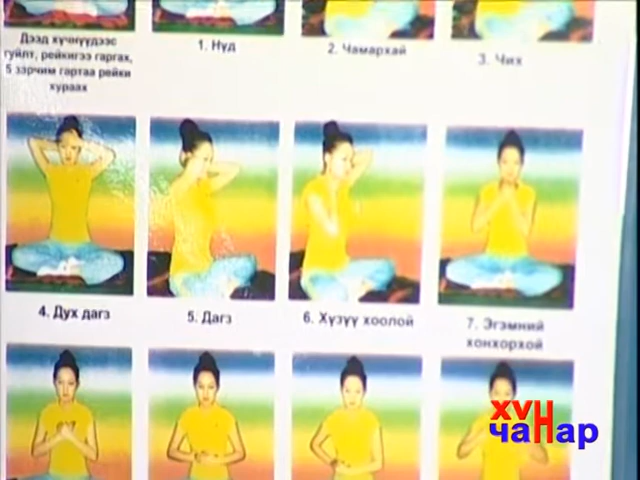 Дээд хүчнүүдээс
гуйлт, рейкигээ гаргах,
5 зарчим гартаа рейки
хураах
1. Нүд
2. Чамархай
3. Чих
4. Дух дагз
5. Дагз
6. Хүзүү хоолой
7. Эгэмний
хонхорхой
хүн
чанар